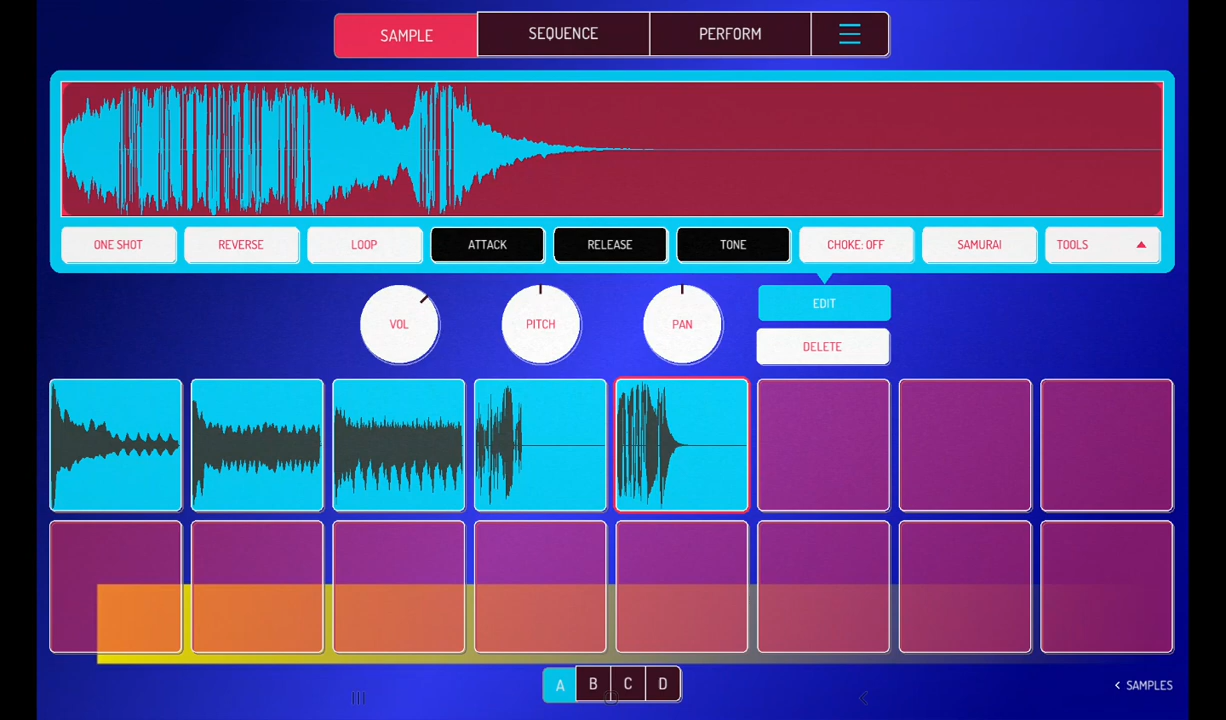 SAMPLE
SEQUENCE
PERFORM
ONE SHOT
REVERSE
LOOP
ATTACK
RELEASE
TONE
CHOKE: OFF
SAMURAI
TOOLS
VOL
PITCH
PAN
EDIT
DELETE
A
B
C
D
SAMPLES